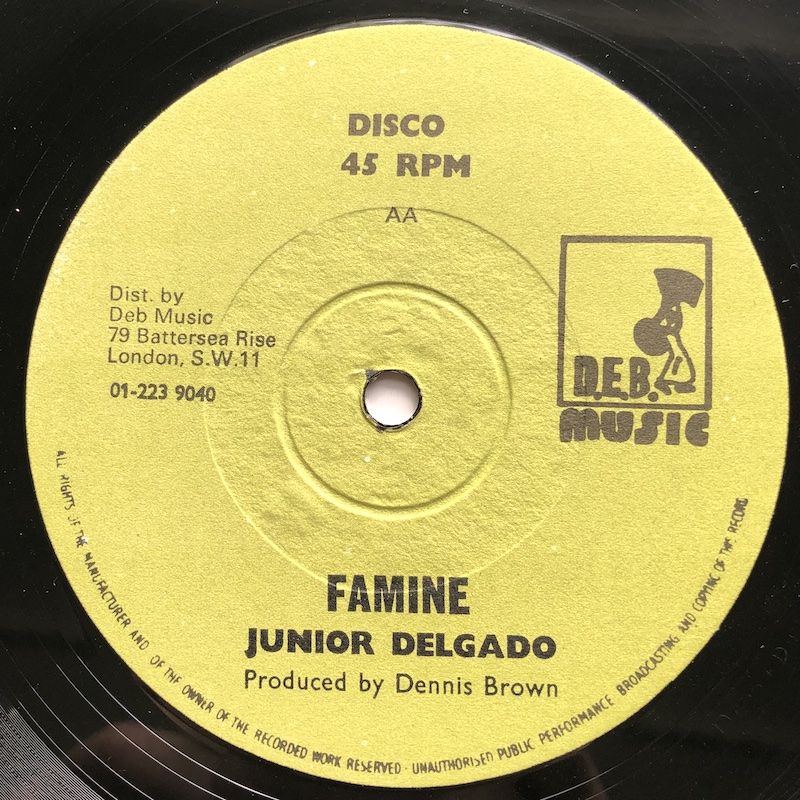 DISCO
45 RPM
AA
Dist. by
Deb Music
79 Battersea Rise
London, S.W.11
01-223 9040
D.E.B.
MUSIC
FAMINE
JUNIOR DELGADO
Produced by Dennis Brown
ALL RIGHTS OF THE MANUFACTURER AND OF THE OWNER OF THE RECORDED WORK RESERVED · UNAUTHORISED PUBLIC PERFORMANCE BROADCASTING AND COPYING OF THE RECORD